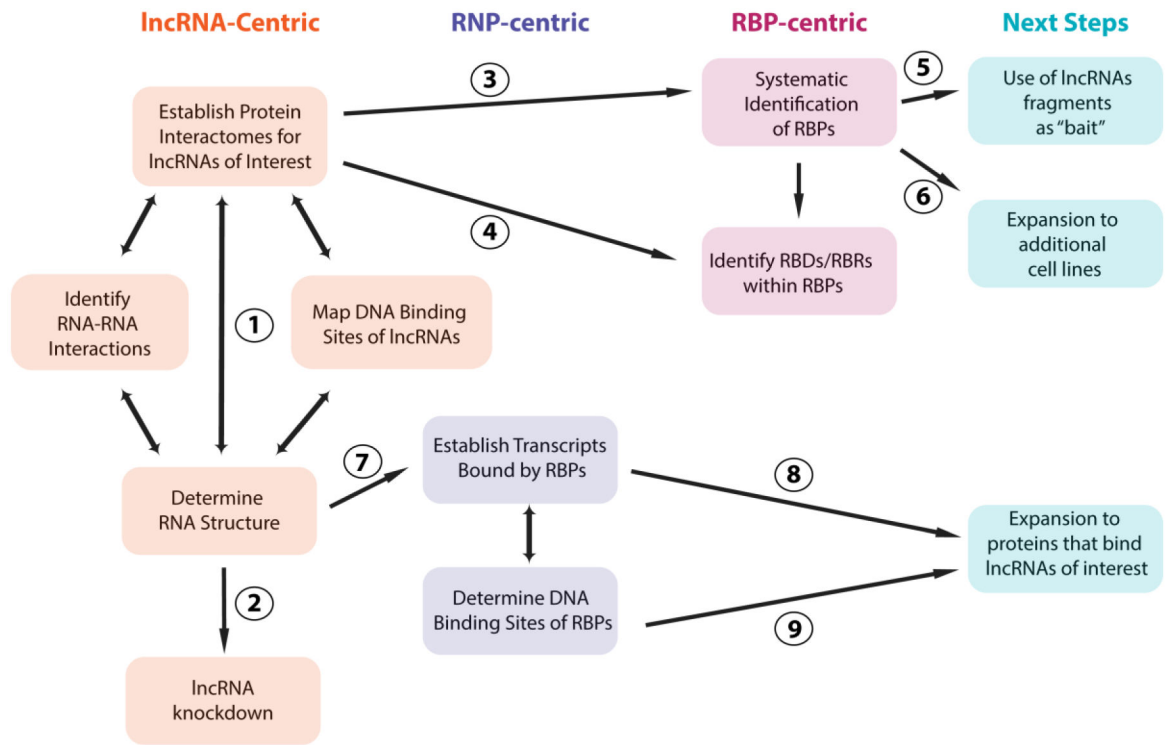 lncRNA-Centric
RNP-centric
RBP-centric
Next Steps
Establish Protein
Interactomes for
lncRNAs of Interest
3
Systematic
Identification
of RBPs
5
Use of lncRNAs
fragments
as "bait"
4
6
Identify RBDs/RBRs
within RBPs
Expansion to
additional
cell lines
Identify
RNA-RNA
Interactions
1
Map DNA Binding
Sites of lncRNAs
Determine
RNA Structure
7
Establish Transcripts
Bound by RBPs
8
Expansion to
proteins that bind
lncRNAs of interest
2
Determine DNA
Binding Sites of RBPs
9
lncRNA
knockdown